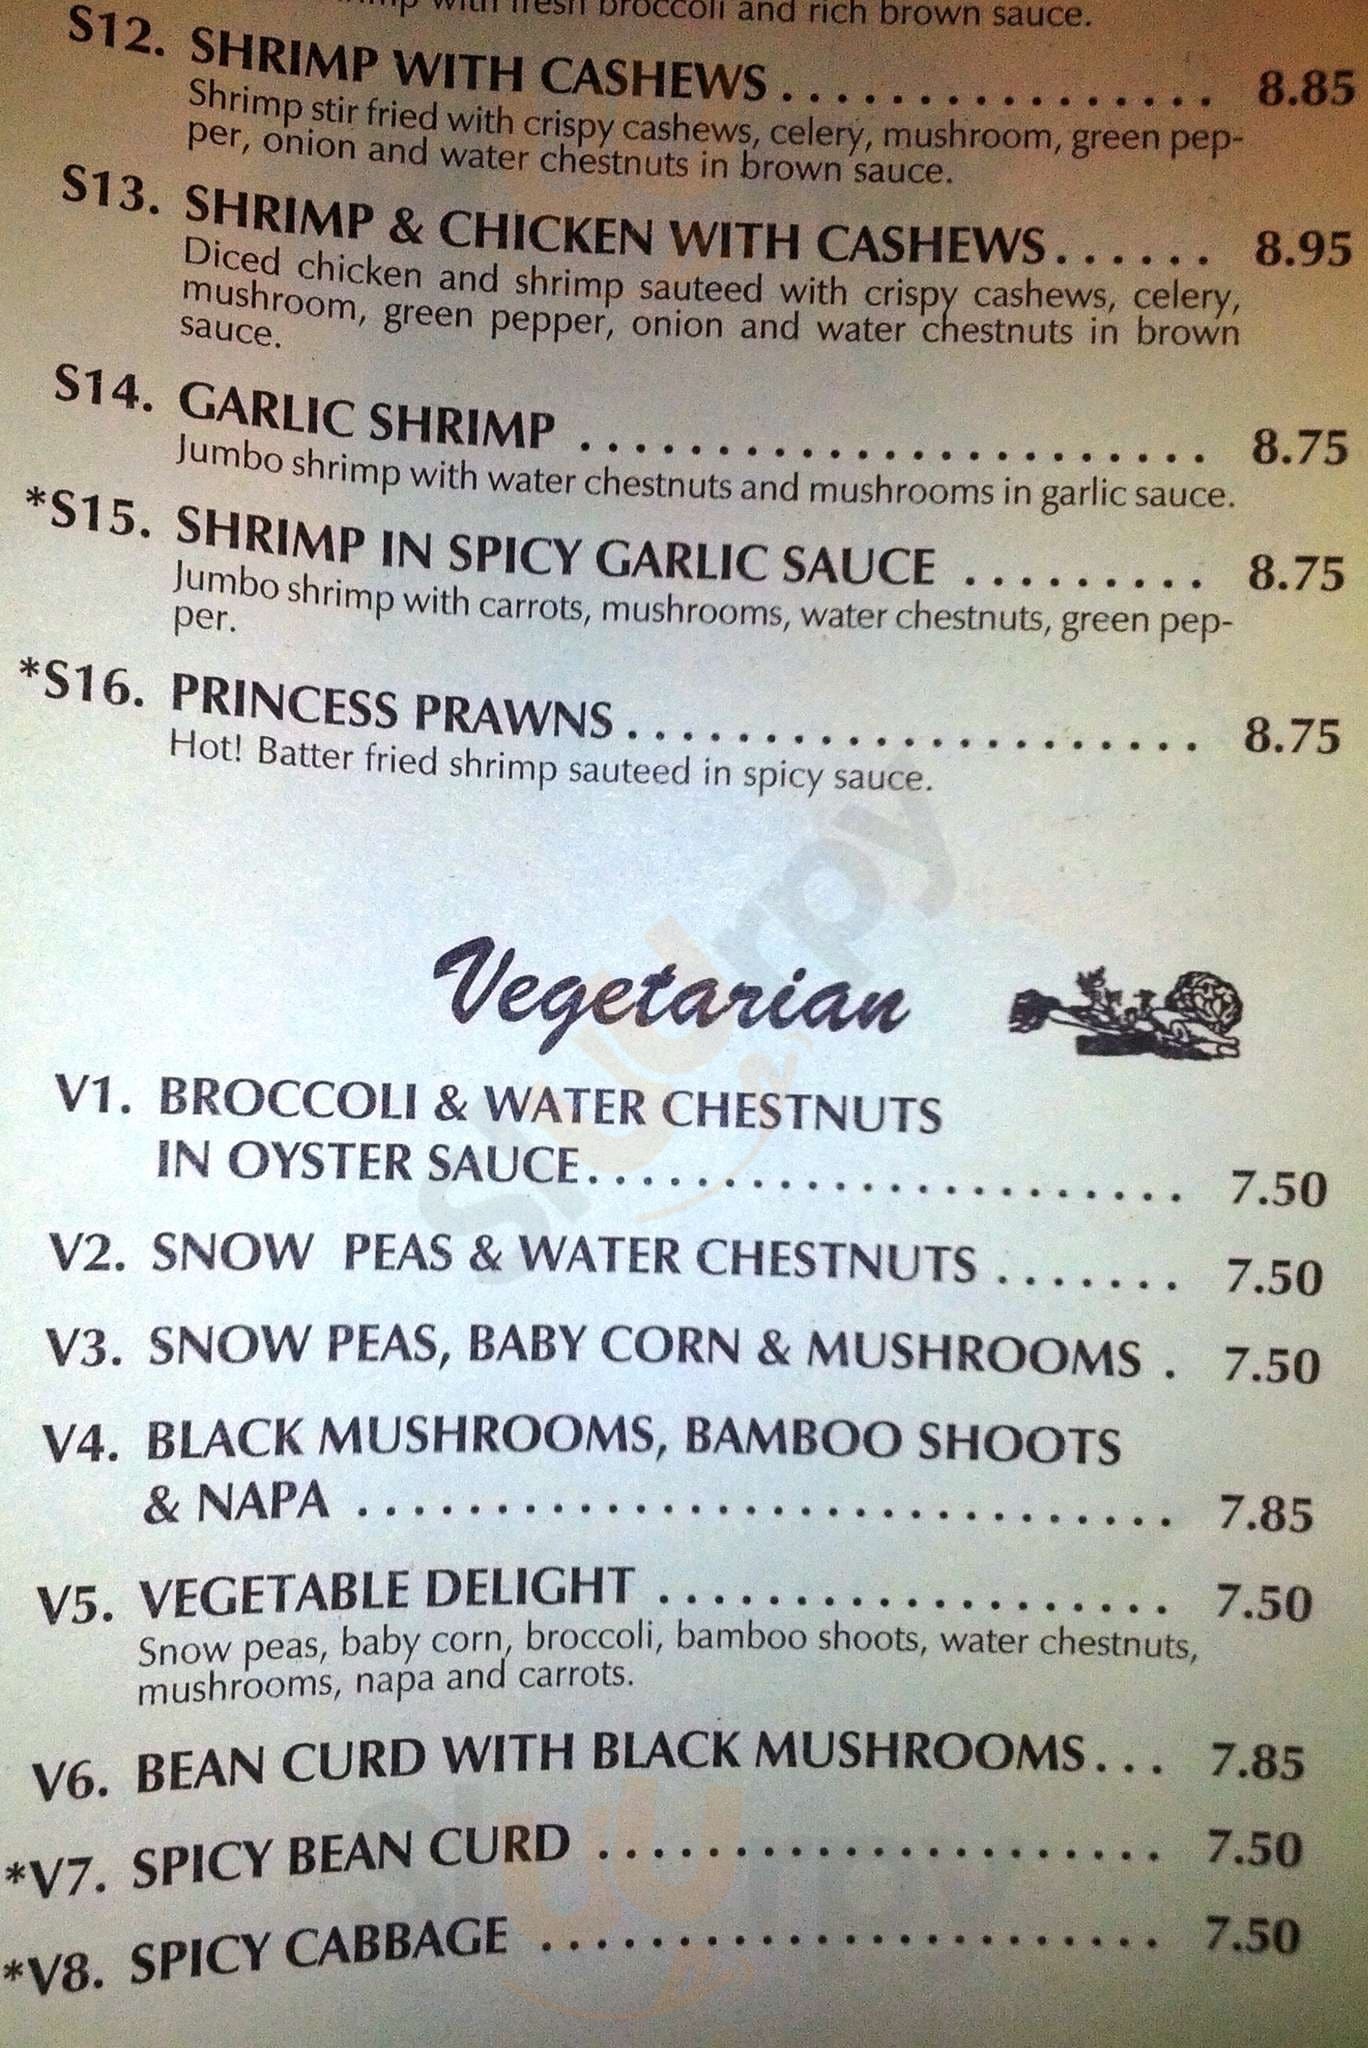 with fresh broccoli and rich brown sauce.
S12. SHRIMP WITH CASHEWS . . . . . . . . . . . . . . . . 8.85
Shrimp stir fried with crispy cashews, celery, mushroom, green pep-
per, onion and water chestnuts in brown sauce.
S13. SHRIMP & CHICKEN WITH CASHEWS . . . . . . 8.95
Diced chicken and shrimp sauteed with crispy cashews, celery,
mushroom, green pepper, onion and water chestnuts in brown
sauce.
S14. GARLIC SHRIMP . . . . . . . . . . . . . . . . . . . . . . . 8.75
Jumbo shrimp with water chestnuts and mushrooms in garlic sauce.
*S15. SHRIMP IN SPICY GARLIC SAUCE . . . . . . . . . 8.75
Jumbo shrimp with carrots, mushrooms, water chestnuts, green pep-
per.
*S16. PRINCESS PRAWNS . . . . . . . . . . . . . . . . . . . . . 8.75
Hot! Batter fried shrimp sauteed in spicy sauce.
Vegetarian
V1. BROCCOLI & WATER CHESTNUTS
IN OYSTER SAUCE . . . . . . . . . . . . . . . . . . . . . . 7.50
V2. SNOW PEAS & WATER CHESTNUTS . . . . . . . 7.50
V3. SNOW PEAS, BABY CORN & MUSHROOMS . 7.50
V4. BLACK MUSHROOMS, BAMBOO SHOOTS
& NAPA . . . . . . . . . . . . . . . . . . . . . . . . . . . . . . 7.85
V5. VEGETABLE DELIGHT . . . . . . . . . . . . . . . . . . . 7.50
Snow peas, baby corn, broccoli, bamboo shoots, water chestnuts,
mushrooms, napa and carrots.
V6. BEAN CURD WITH BLACK MUSHROOMS . . . 7.85
*V7. SPICY BEAN CURD . . . . . . . . . . . . . . . . . . . . . 7.50
*V8. SPICY CABBAGE . . . . . . . . . . . . . . . . . . . . . . . 7.50